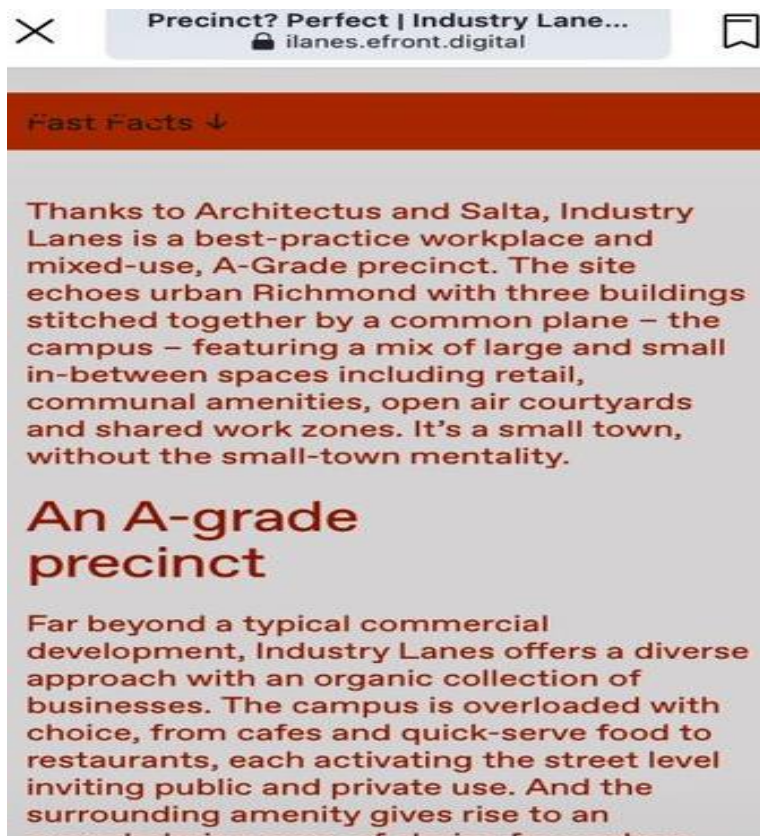 Precinct? Perfect | Industry Lane...
ilanes.efront.digital
Fast Facts ↓
Thanks to Architectus and Salta, Industry
Lanes is a best-practice workplace and
mixed-use, A-Grade precinct. The site
echoes urban Richmond with three buildings
stitched together by a common plane – the
campus – featuring a mix of large and small
in-between spaces including retail,
communal amenities, open air courtyards
and shared work zones. It's a small town,
without the small-town mentality.
An A-grade
precinct
Far beyond a typical commercial
development, Industry Lanes offers a diverse
approach with an organic collection of
businesses. The campus is overloaded with
choice, from cafes and quick-serve food to
restaurants, each activating the street level
inviting public and private use. And the
surrounding amenity gives rise to an